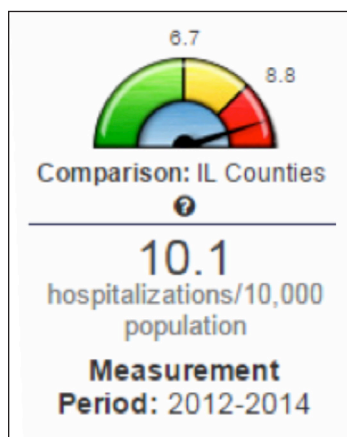 6.7
8.8
Comparison: IL Counties
?
10.1
hospitalizations/10,000
population
Measurement
Period: 2012-2014